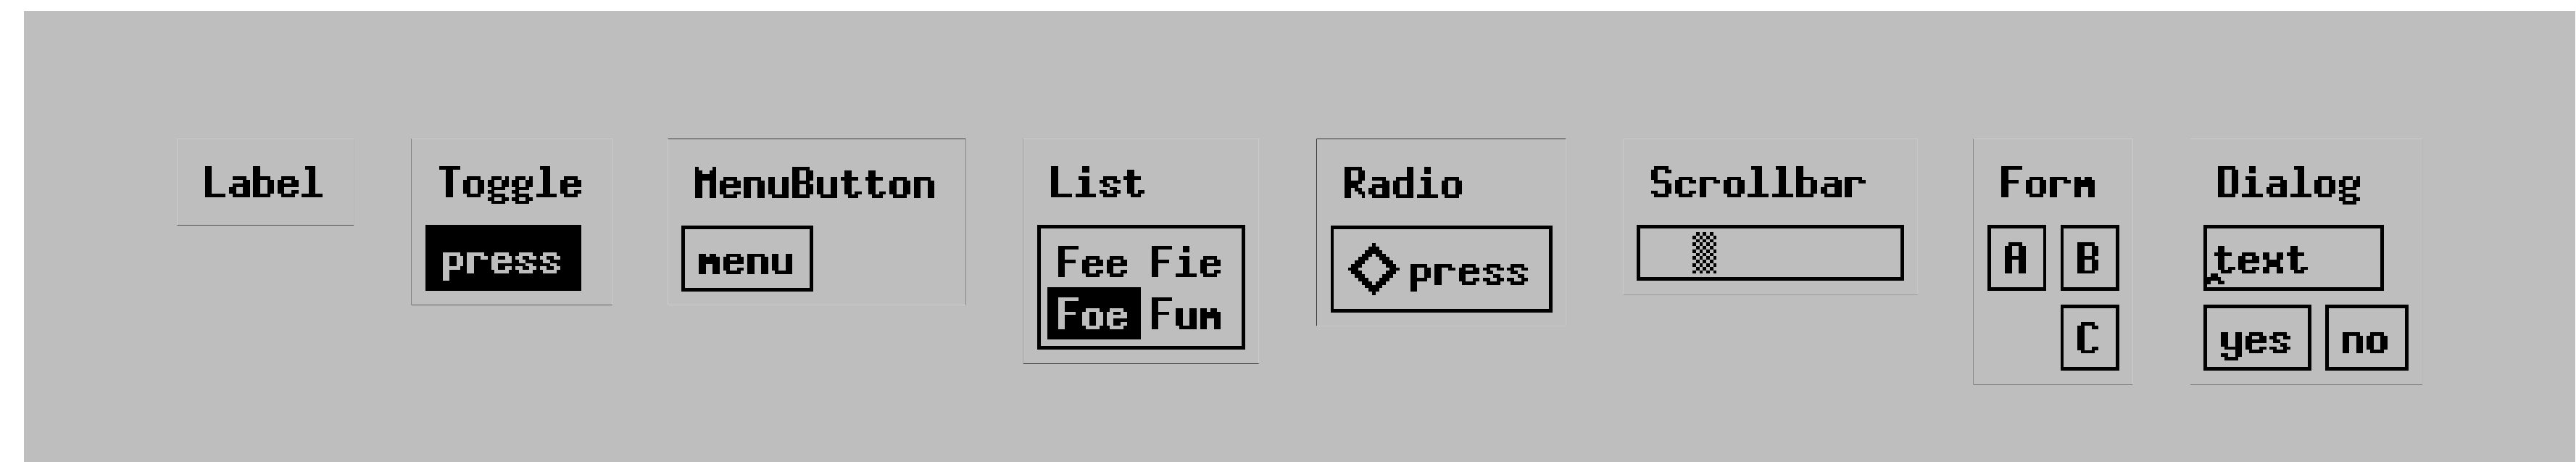 Label
Toggle
press
MenuButton
menu
List
Fee Fie
Foe Fum
Radio
press
Scrollbar
Form
A B
C
Dialog
text
yes no